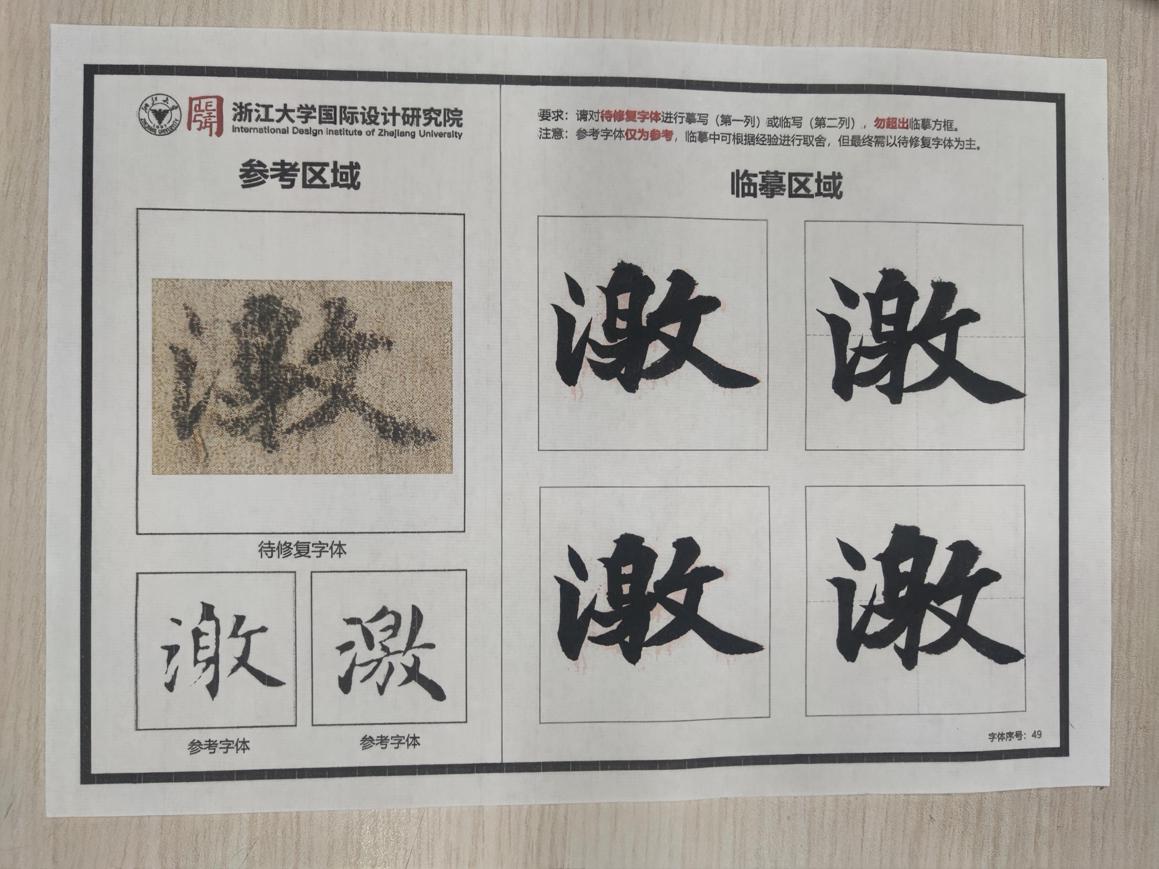 浙江大学国际设计研究院
International Design Institute of Zhejiang University
参考区域
激
待修复字体
激
激
参考字体
参考字体
要求：请对待修复字体进行摹写（第一列）或临写（第二列），勿超出临摹方框。
注意：参考字体仅为参考，临摹中可根据经验进行取舍，但最终需以待修复字体为主。
临摹区域
激
激
激
激
字体序号：49